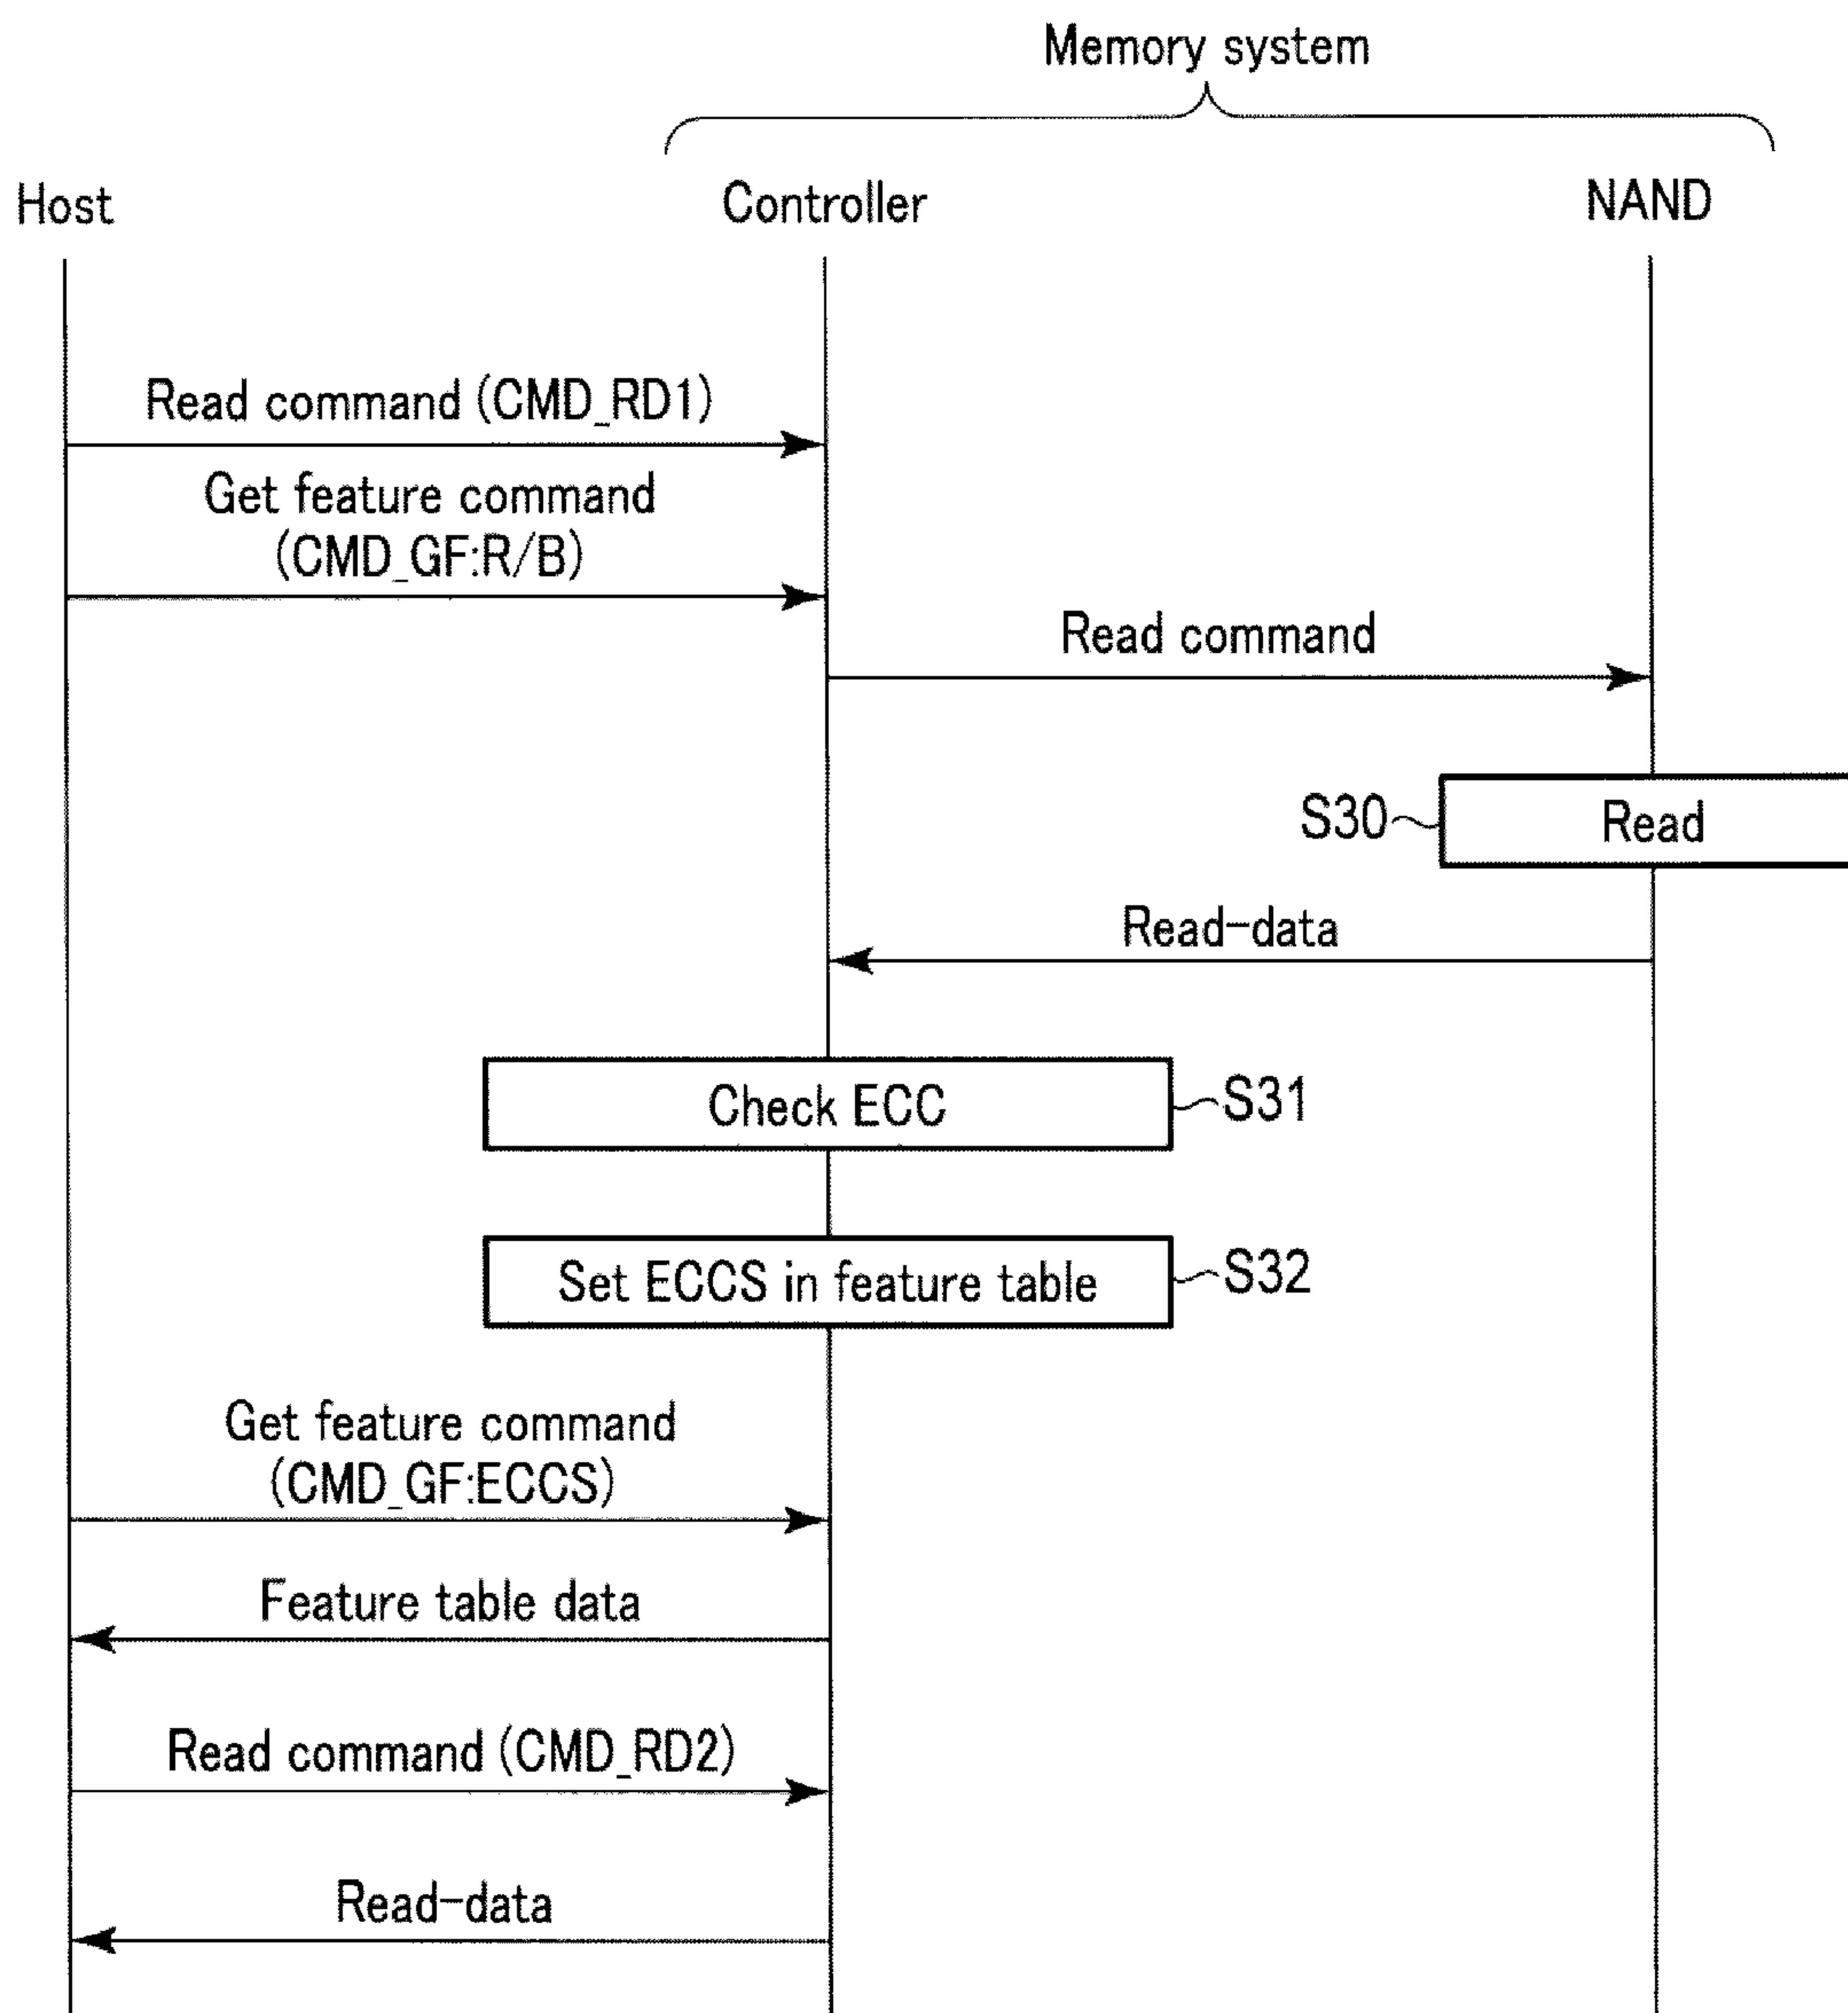 Memory system
Host
Controller
NAND
Read command (CMD_RD1)
Get feature command
(CMD_GF:R/B)
Read command
S30
Read
Read-data
Check ECC
S31
Set ECCS in feature table
S32
Get feature command
(CMD_GF:ECCS)
Feature table data
Read command (CMD_RD2)
Read-data